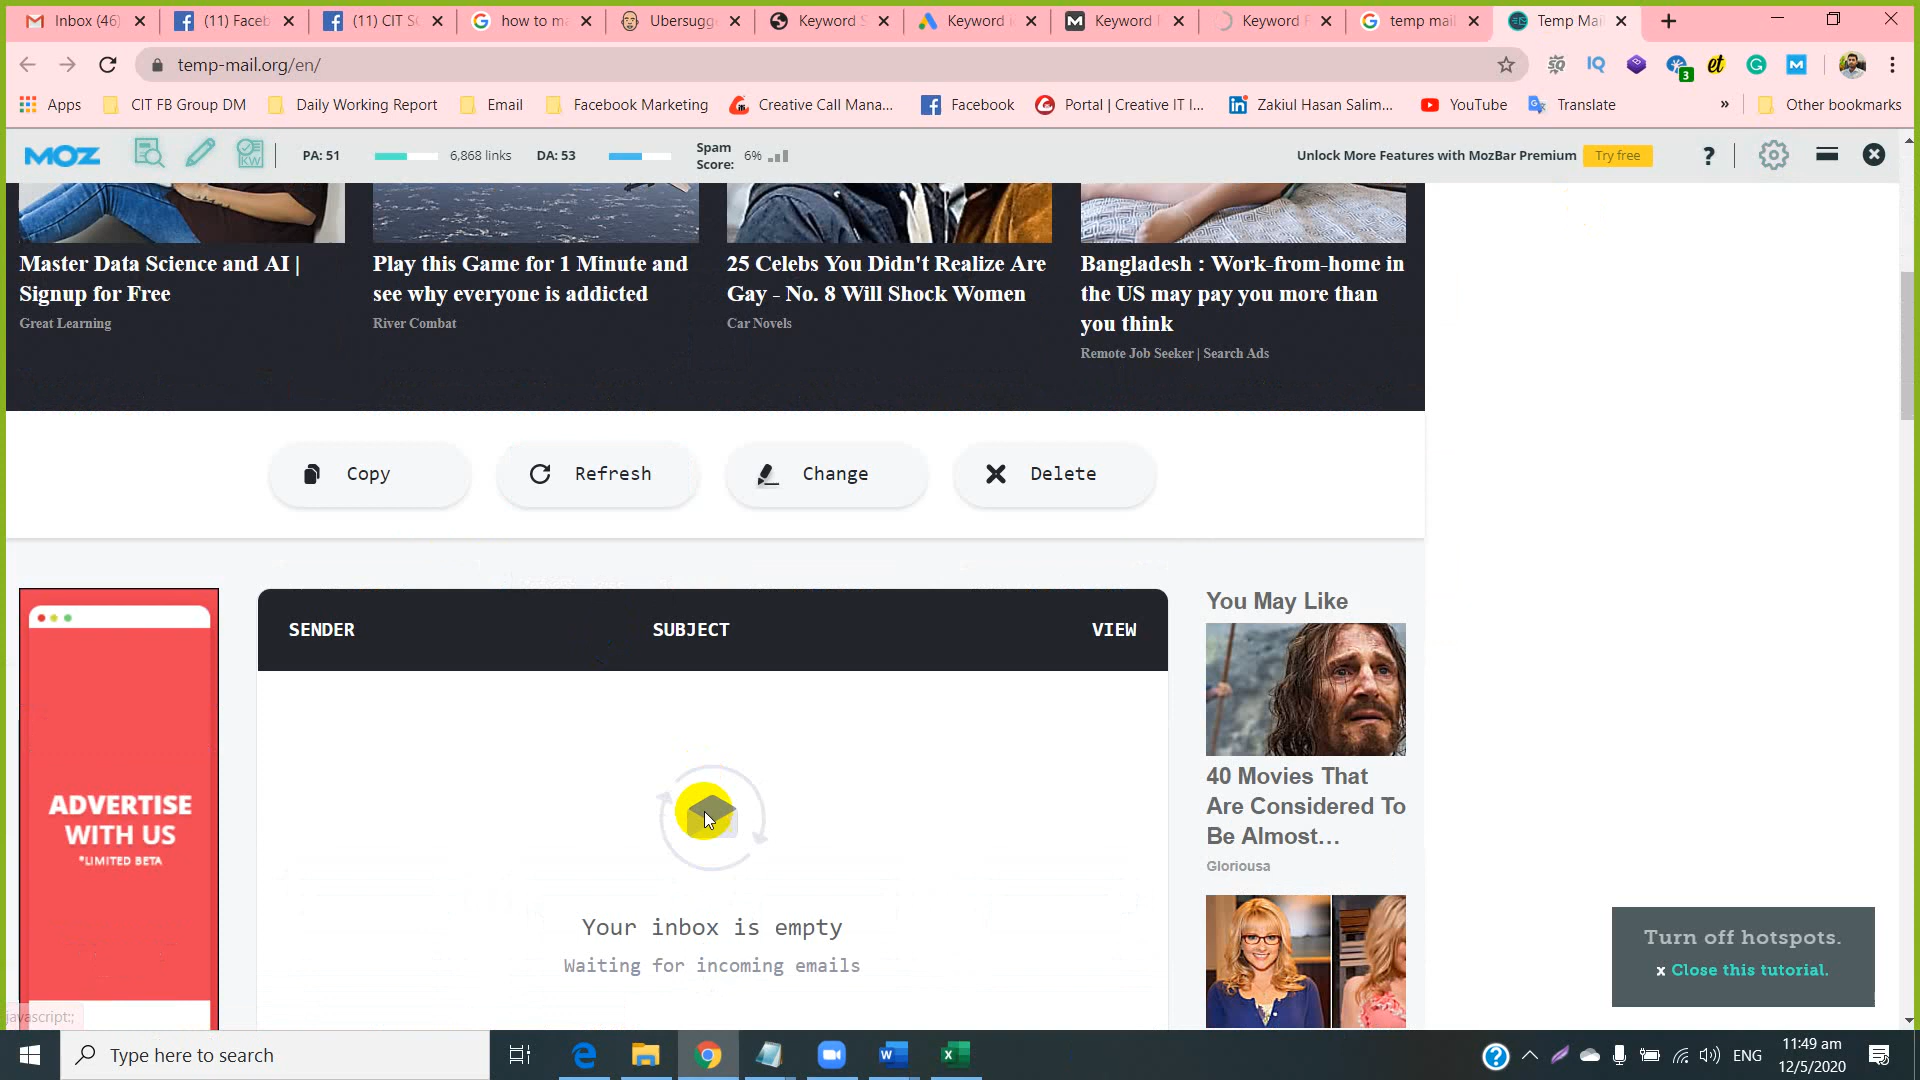 Inbox (46)
(11) Faceb
(11) CIT S
how to m
Ubersugg
Keyword S
Keyword
Keyword
Keyword F
temp mail
Temp Mai
temp-mail.org/en/
SQ
IQ
3
et
M
Apps
CIT FB Group DM
Daily Working Report
Email
Facebook Marketing
Creative Call Mana...
Facebook
Portal | Creative IT I...
Zakiul Hasan Salim...
YouTube
Translate
»
Other bookmarks
MOZ
KW
PA: 51
6,868 links
DA: 53
Spam
Score:
6%
Unlock More Features with MozBar Premium
Try free
?
Master Data Science and AI |
Signup for Free
Great Learning
Play this Game for 1 Minute and
see why everyone is addicted
River Combat
25 Celebs You Didn't Realize Are
Gay - No. 8 Will Shock Women
Car Novels
Bangladesh : Work-from-home in
the US may pay you more than
you think
Remote Job Seeker | Search Ads
Copy
Refresh
Change
Delete
ADVERTISE
WITH US
*LIMITED BETA
SENDER
SUBJECT
VIEW
Your inbox is empty
Waiting for incoming emails
You May Like
40 Movies That
Are Considered To
Be Almost...
Gloriousa
Turn off hotspots.
x Close this tutorial.
javascript:;
Type here to search
ENG
11:49 am
12/5/2020